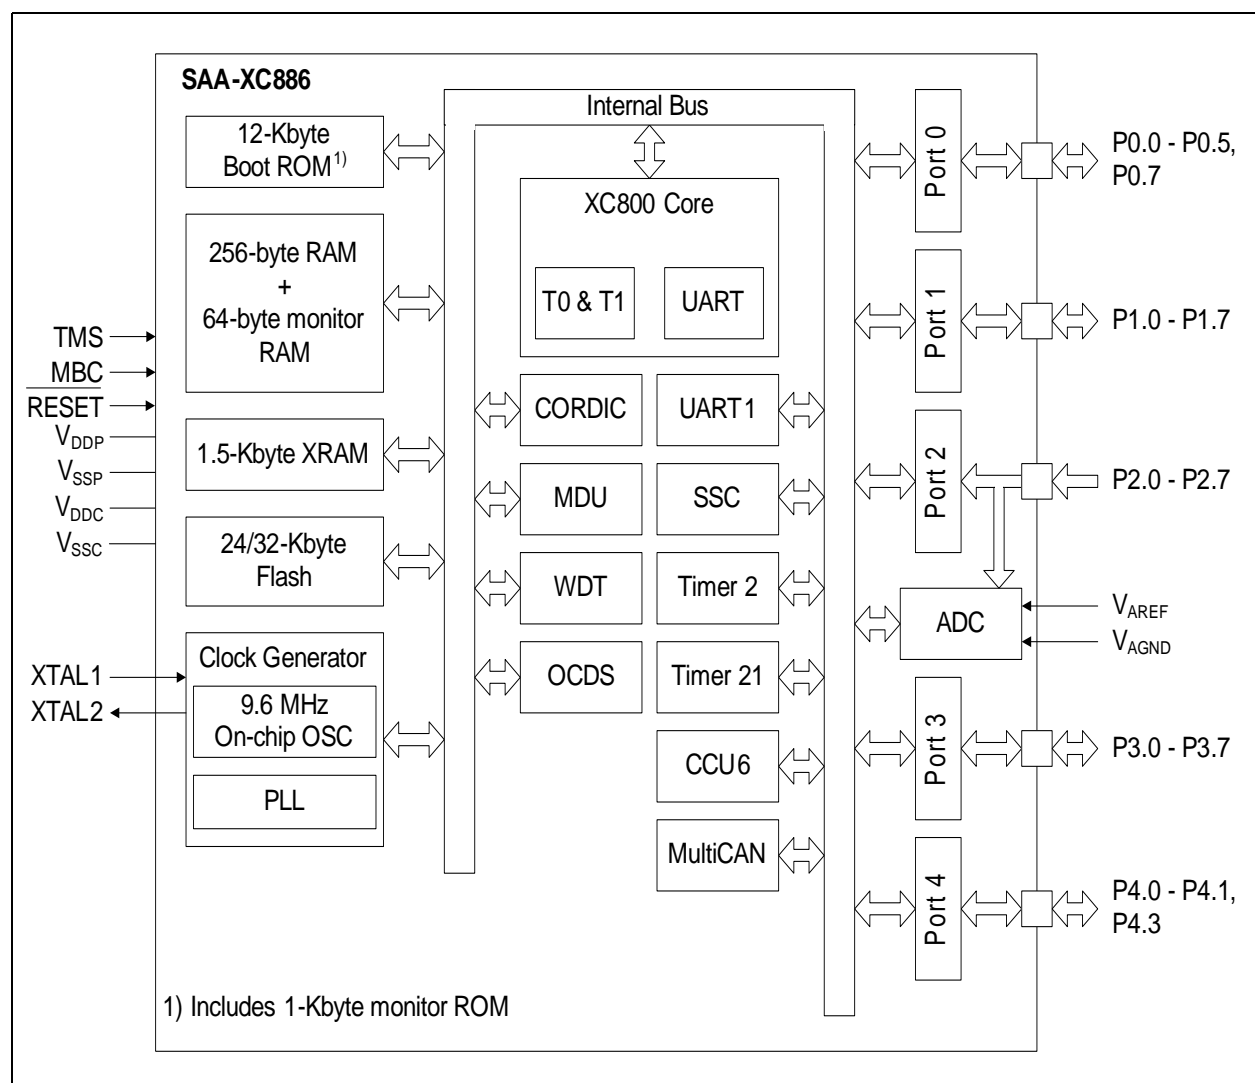 SAA-XC886
Internal Bus
12-Kbyte
Boot ROM1)
256-byte RAM
+
64-byte monitor
RAM
1.5-Kbyte XRAM
24/32-Kbyte
Flash
Clock Generator
9.6 MHz
On-chip OSC
PLL
TMS
MBC
RESET
VDDP
VSSP
VDDC
VSSC
XTAL1
XTAL2
XC800 Core
T0 & T1
UART
CORDIC
UART1
MDU
SSC
WDT
Timer 2
OCDS
Timer 21
CCU6
MultiCAN
Port 0
P0.0 - P0.5,
P0.7
Port 1
P1.0 - P1.7
Port 2
P2.0 - P2.7
ADC
VAREF
VAGND
Port 3
P3.0 - P3.7
Port 4
P4.0 - P4.1,
P4.3
1) Includes 1-Kbyte monitor ROM